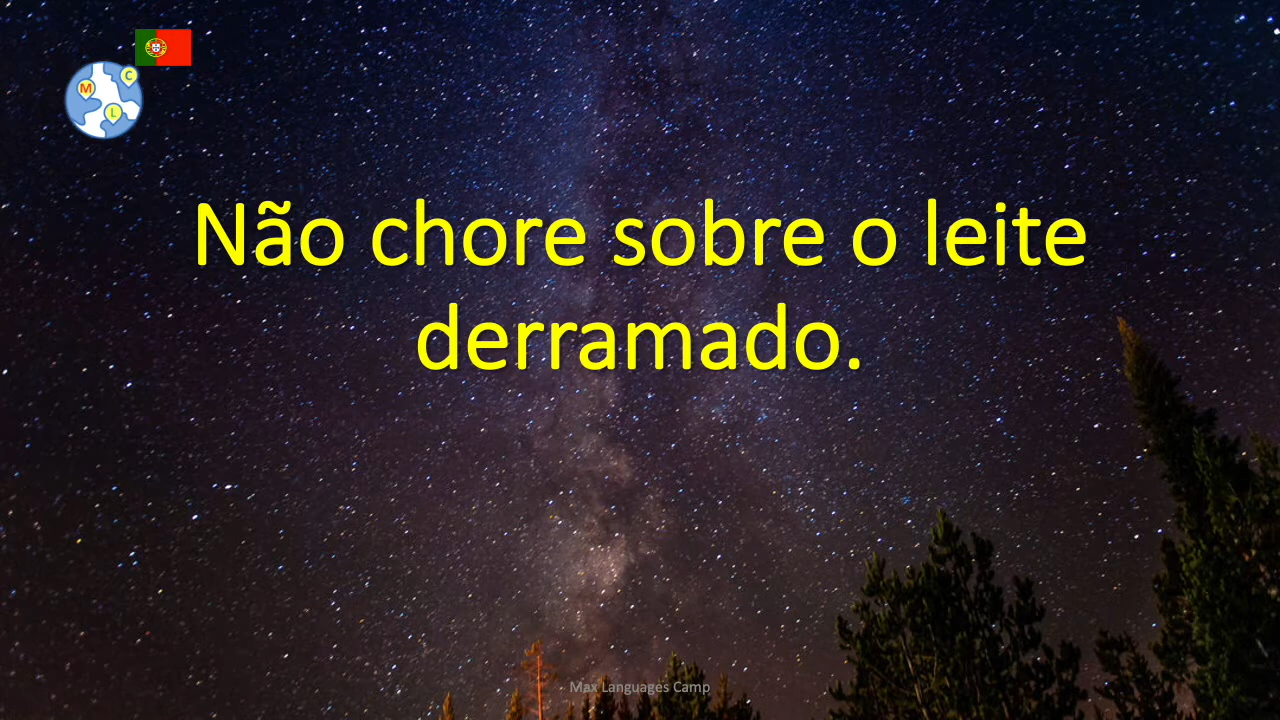 C
M
L
Não chore sobre o leite
derramado.
Max Languages Camp